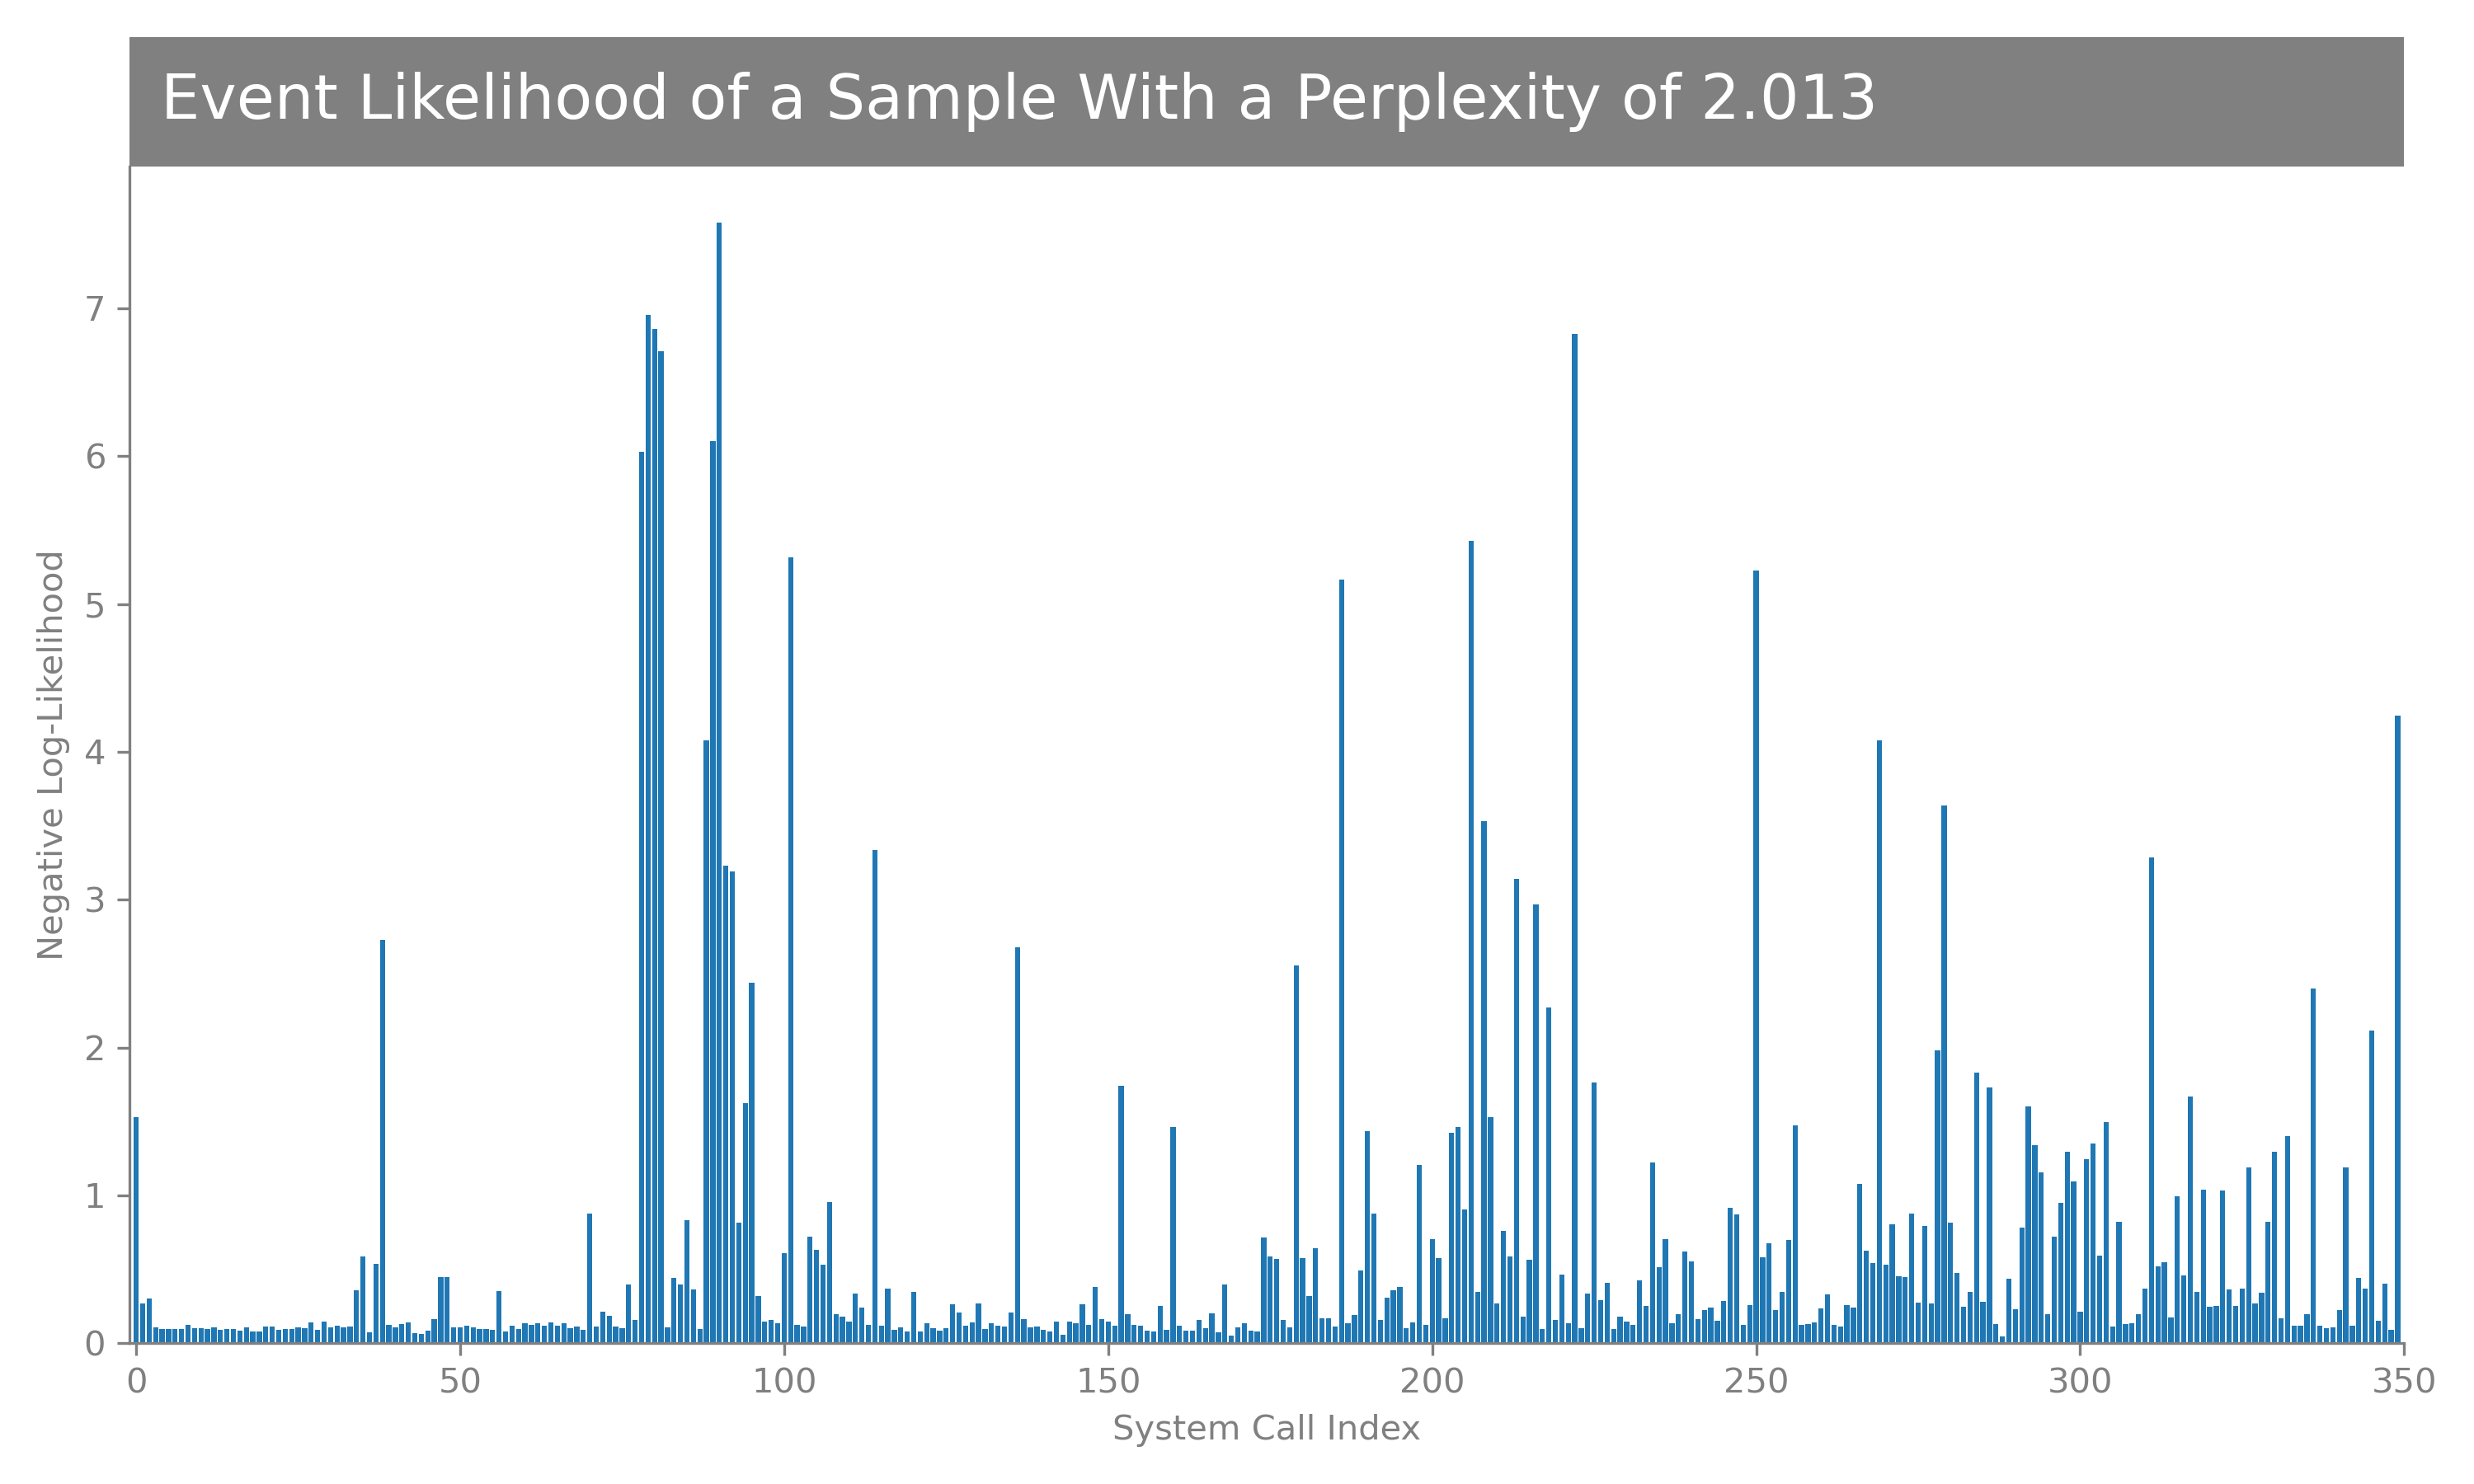 Event Likelihood of a Sample With a Perplexity of 2.013
7
6
5
4
3
2
1
0
Negative Log-Likelihood
0 50 100 150 200 250 300 350
System Call Index